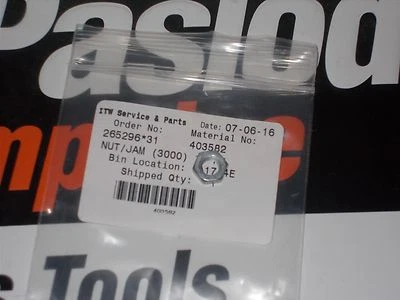 Paslode
ITW Service & Parts Date: 07-06-16
Order No: Material No:
265296*31 403582
NUT/JAM (3000)
Bin Location:
Shipped Qty:
403582
Tools